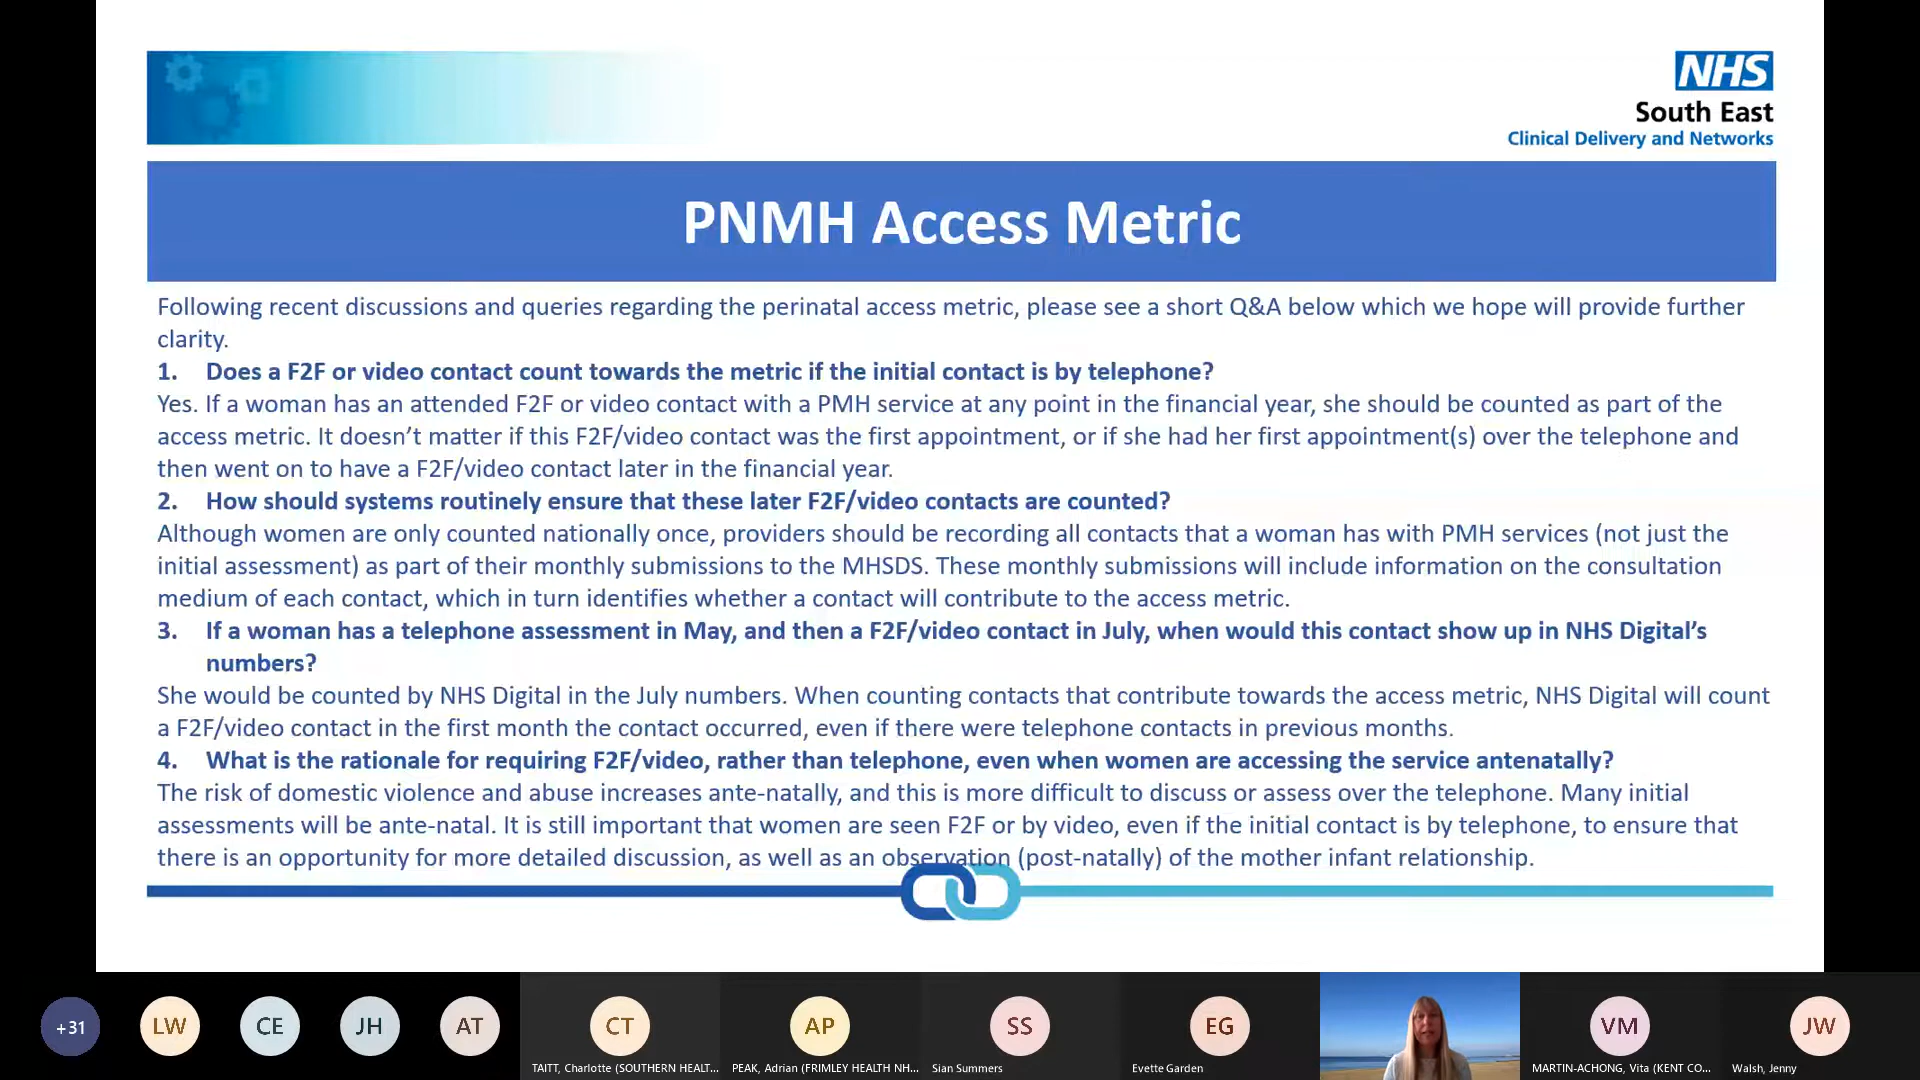 NHS
South East
Clinical Delivery and Networks
PNMH Access Metric
Following recent discussions and queries regarding the perinatal access metric, please see a short Q&A below which we hope will provide further
clarity.
1. Does a F2F or video contact count towards the metric if the initial contact is by telephone?
Yes. If a woman has an attended F2F or video contact with a PMH service at any point in the financial year, she should be counted as part of the
access metric. It doesn’t matter if this F2F/video contact was the first appointment, or if she had her first appointment(s) over the telephone and
then went on to have a F2F/video contact later in the financial year.
2. How should systems routinely ensure that these later F2F/video contacts are counted?
Although women are only counted nationally once, providers should be recording all contacts that a woman has with PMH services (not just the
initial assessment) as part of their monthly submissions to the MHSDS. These monthly submissions will include information on the consultation
medium of each contact, which in turn identifies whether a contact will contribute to the access metric.
3. If a woman has a telephone assessment in May, and then a F2F/video contact in July, when would this contact show up in NHS Digital’s
numbers?
She would be counted by NHS Digital in the July numbers. When counting contacts that contribute towards the access metric, NHS Digital will count
a F2F/video contact in the first month the contact occurred, even if there were telephone contacts in previous months.
4. What is the rationale for requiring F2F/video, rather than telephone, even when women are accessing the service antenatally?
The risk of domestic violence and abuse increases ante-natally, and this is more difficult to discuss or assess over the telephone. Many initial
assessments will be ante-natal. It is still important that women are seen F2F or by video, even if the initial contact is by telephone, to ensure that
there is an opportunity for more detailed discussion, as well as an observation (post-natally) of the mother infant relationship.
+31 LW CE JH AT CT AP SS EG VM JW
TAITT, Charlotte (SOUTHERN HEALT... PEAK, Adrian (FRIMLEY HEALTH NH... Sian Summers Evette Garden MARTIN-ACHONG, Vita (KENT CO... Walsh, Jenny